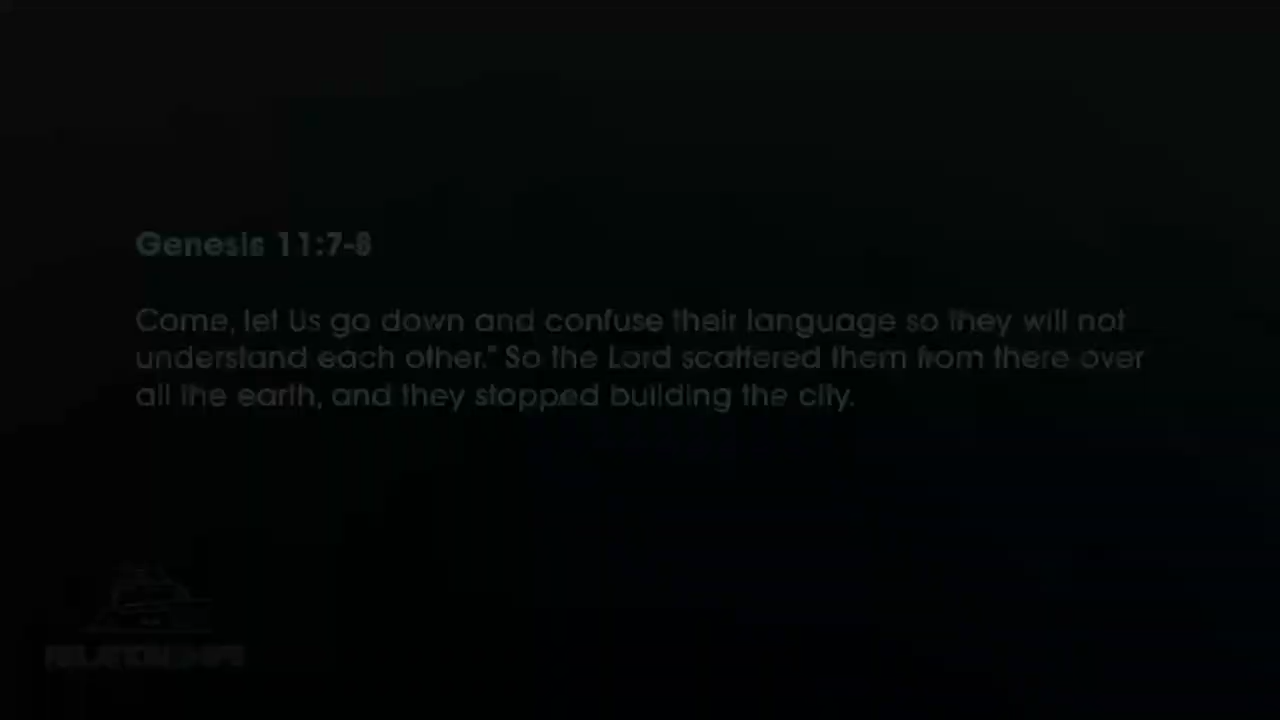 Genesis 11:7-8
Come, let Us go down and confuse their language so they will not
understand each other." So the Lord scattered them from there over
all the earth, and they stopped building the city.
RELATIONSHIPS